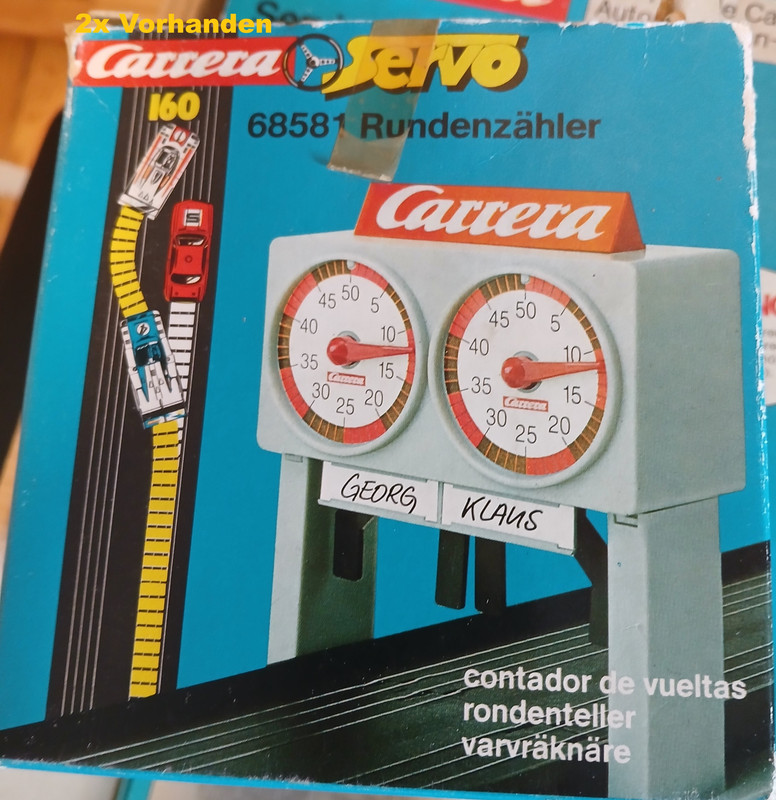 2x Vorhanden
Carrera Servo
160
68581 Rundenzähler
5
Carrera
50 5 10 15 20 25 30 35 40 45
Carrera
50 5 10 15 20 25 30 35 40 45
Carrera
GEORG KLAUS
contador de vueltas
rondenteller
varvräknäre